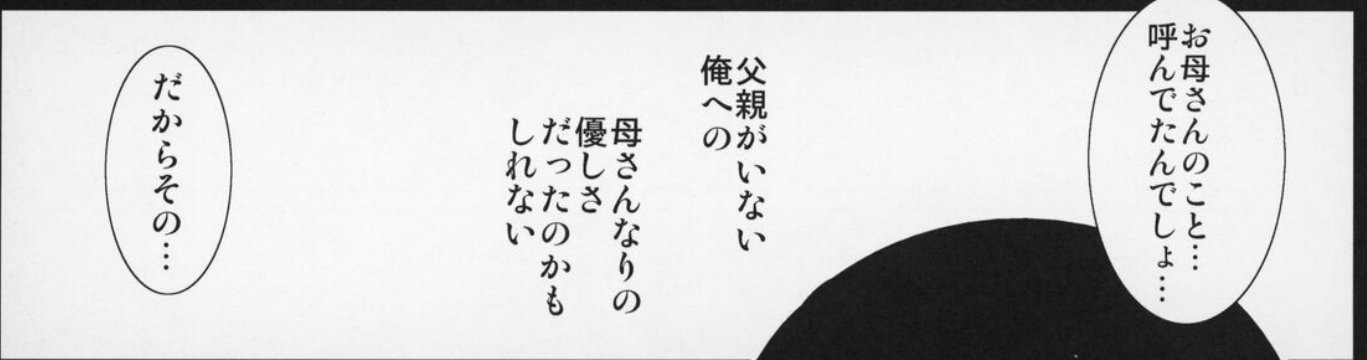 お母さんのこと…
呼んでたんでしょ…
父親がいない
俺への
母さんなりの
優しさ
だったのかも
しれない
だからその…